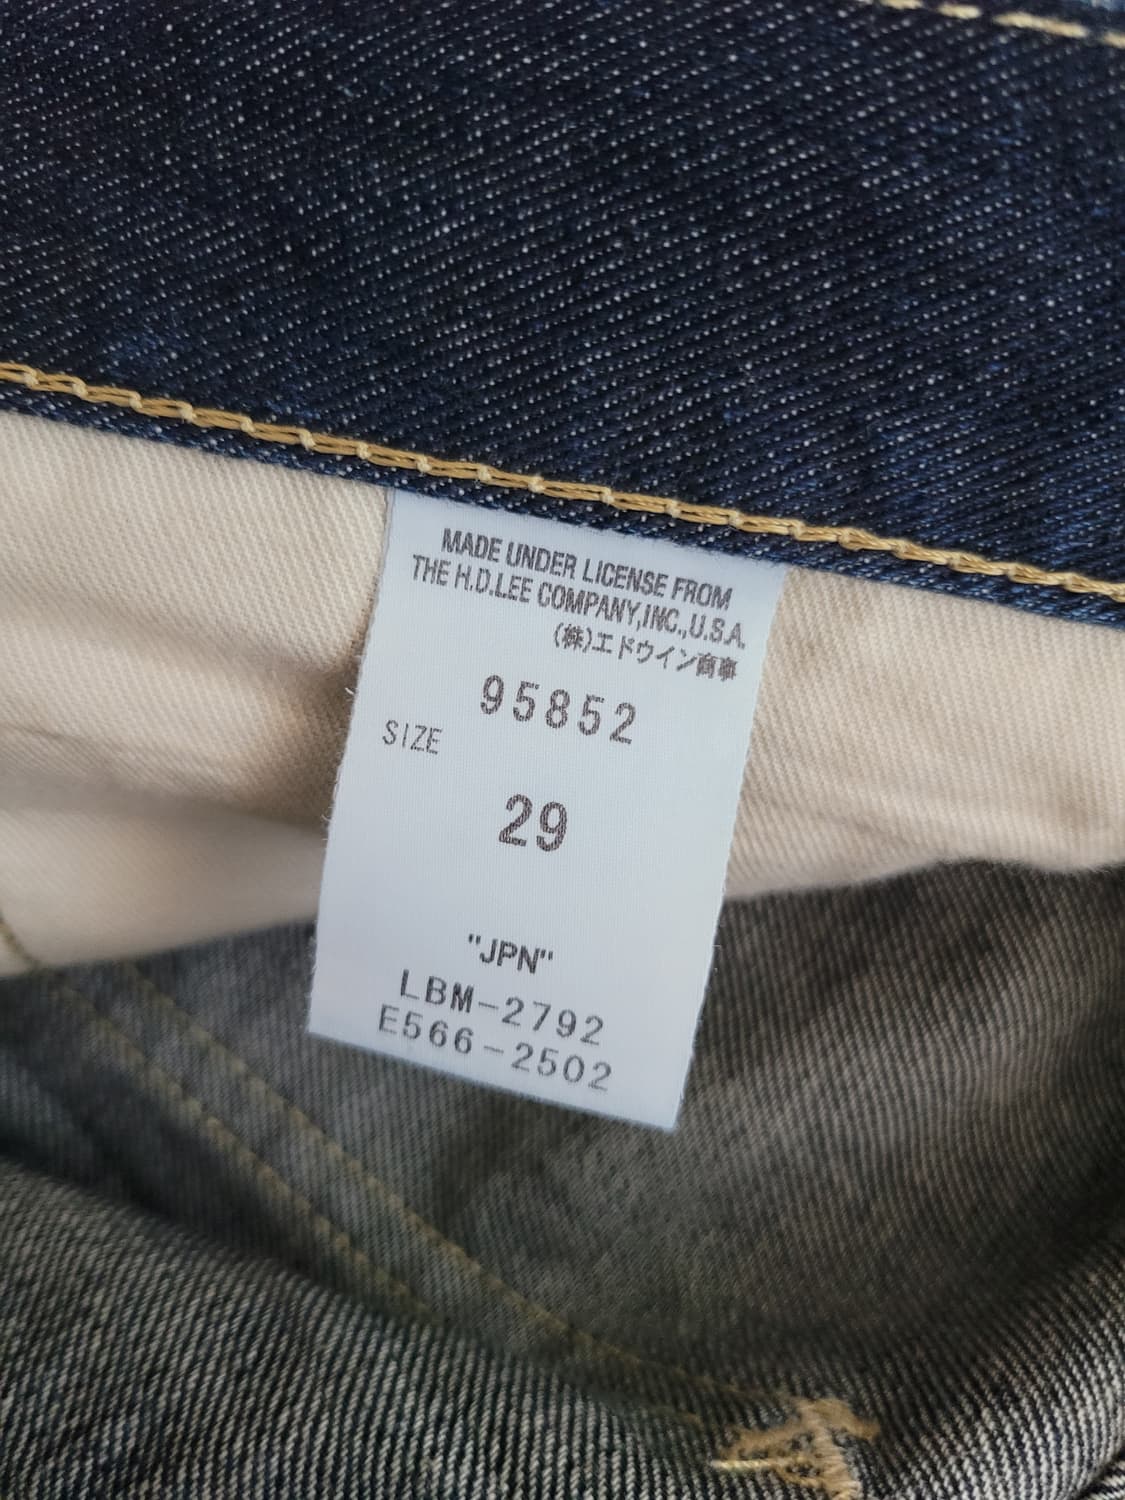 MADE UNDER LICENSE FROM
THE H.D.LEE COMPANY,INC.,U.S.A.
(株)エドウイン商事
95852
SIZE
29
"JPN"
LBM-2792
E566-2502